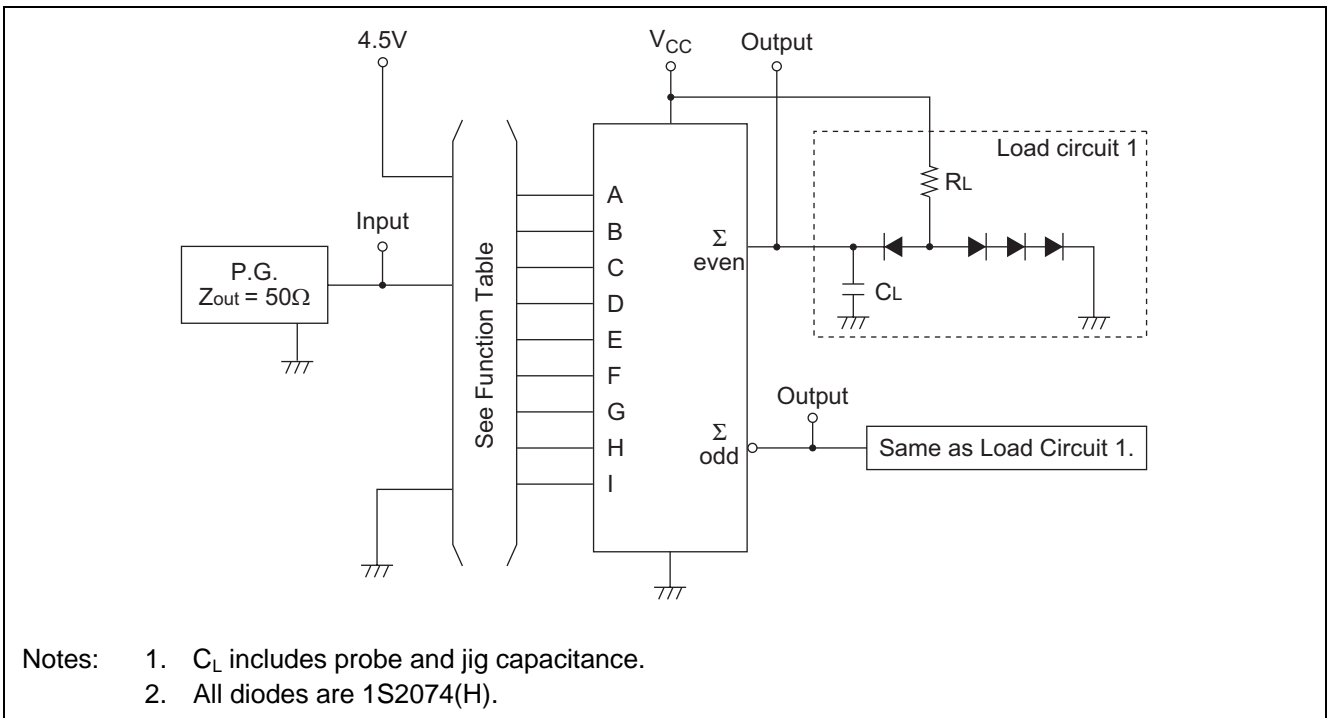 4.5V
VCC
Output
Load circuit 1
RL
Input
P.G.
Zout = 50Ω
See Function Table
A
B
C
D
E
F
G
H
I
Σ
even
CL
Output
Σ
odd
Same as Load Circuit 1.
Notes: 1. CL includes probe and jig capacitance.
2. All diodes are 1S2074(H).